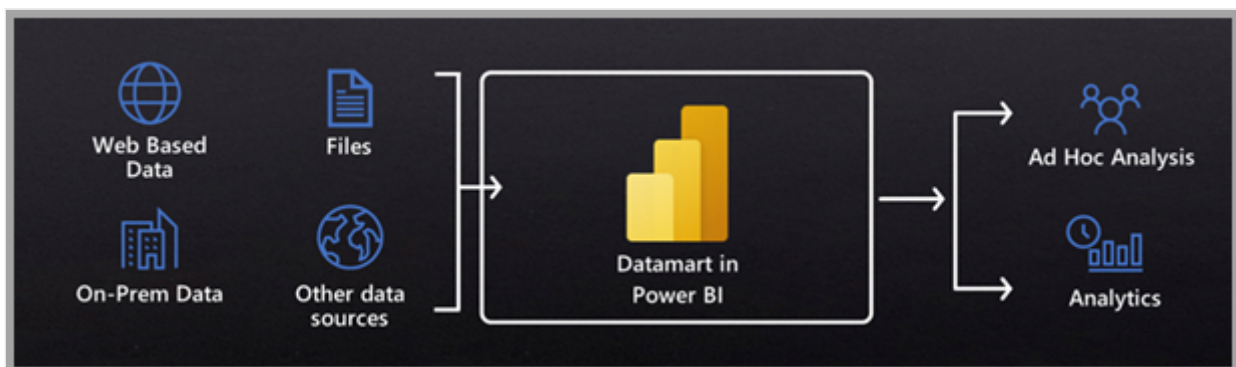 Web Based
Data
Files
On-Prem Data
Other data
sources
Datamart in
Power BI
Ad Hoc Analysis
Analytics